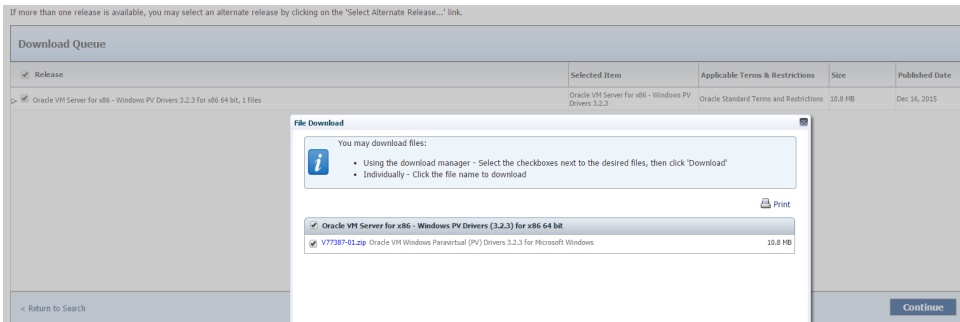 If more than one release is available, you may select an alternate release by clicking on the 'Select Alternate Release...' link.
Download Queue
Release Selected Item Applicable Terms & Restrictions Size Published Date
Oracle VM Server for x86 - Windows PV Drivers 3.2.3 for x86 64 bit, 1 files Oracle VM Server for x86 - Windows PV Drivers 3.2.3 Oracle Standard Terms and Restrictions 10.8 MB Dec 16, 2015
File Download
You may download files:
• Using the download manager - Select the checkboxes next to the desired files, then click 'Download'
• Individually - Click the file name to download
Print
Oracle VM Server for x86 - Windows PV Drivers (3.2.3) for x86 64 bit
V77387-01.zip Oracle VM Windows Paravirtual (PV) Drivers 3.2.3 for Microsoft Windows 10.8 MB
< Return to Search
Continue